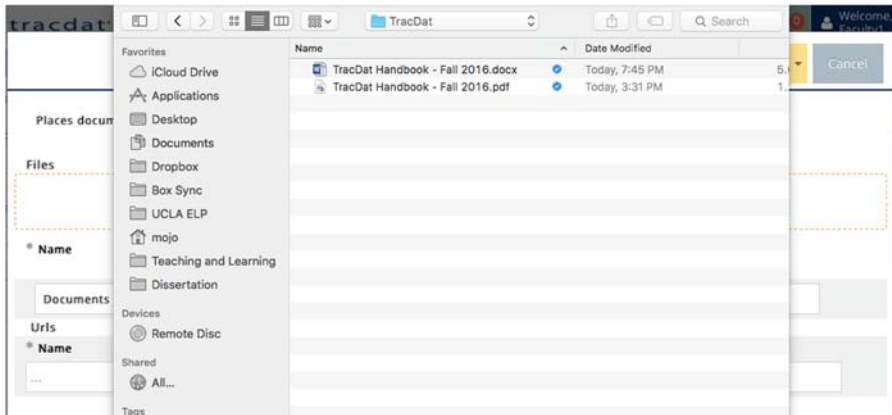 tracdat
TracDat
Search
Welcome,
Faculty1
Cancel
Places docum
Files
* Name
Documents
Urls
* Name
...
Favorites
iCloud Drive
Applications
Desktop
Documents
Dropbox
Box Sync
UCLA ELP
mojo
Teaching and Learning
Dissertation
Devices
Remote Disc
Shared
All...
Tags
Name Date Modified
TracDat Handbook - Fall 2016.docx Today, 7:45 PM 5.
TracDat Handbook - Fall 2016.pdf Today, 3:31 PM 1.